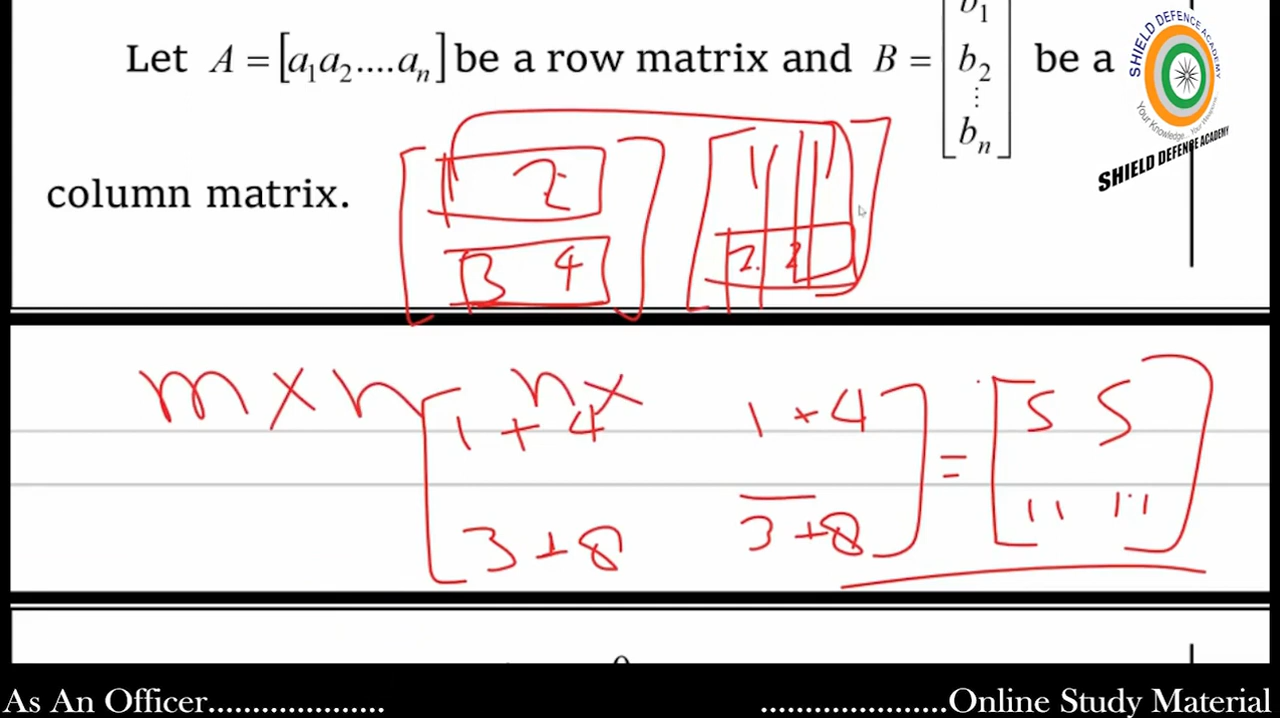 Let A = [a₁a₂....aₙ] be a row matrix and B = [b₁ b₂ ⋮ bₙ] be a
column matrix.
SHIELD DEFENCE ACADEMY
Your Knowledge... Your Weapons...
SHIELD DEFENCE ACADEMY
[1 2
3 4]
[1 1
2 2]
m × n n ×
[1 + 4 1 + 4
3 + 8 3 + 8]
= [5 5
11 11]
As An Officer....................
.....................Online Study Material